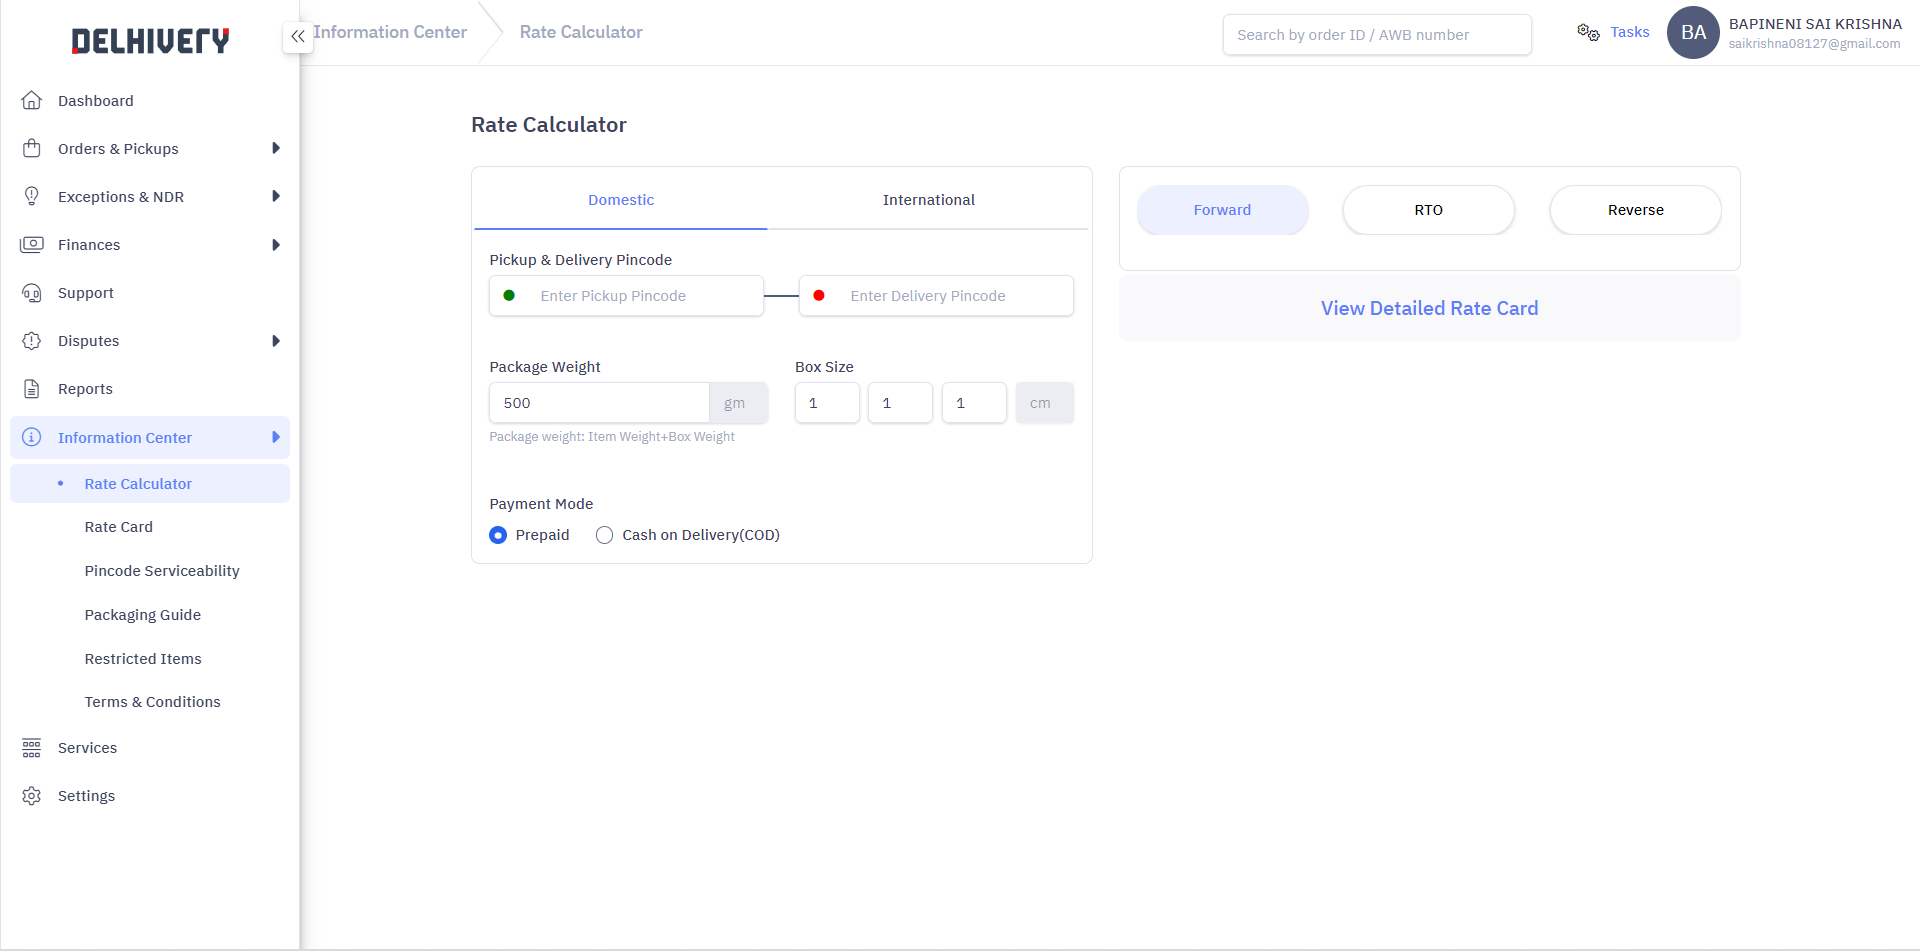 DELHIVERY
Dashboard
Orders & Pickups
Exceptions & NDR
Finances
Support
Disputes
Reports
Information Center
Rate Calculator
Rate Card
Pincode Serviceability
Packaging Guide
Restricted Items
Terms & Conditions
Services
Settings
Information Center
Rate Calculator
Search by order ID / AWB number
Tasks
BA
BAPINENI SAI KRISHNA
saikrishna08127@gmail.com
Rate Calculator
Domestic
International
Pickup & Delivery Pincode
Enter Pickup Pincode
Enter Delivery Pincode
Package Weight
Box Size
500 gm
1 1 1 cm
Package weight: Item Weight+Box Weight
Payment Mode
Prepaid
Cash on Delivery(COD)
Forward
RTO
Reverse
View Detailed Rate Card